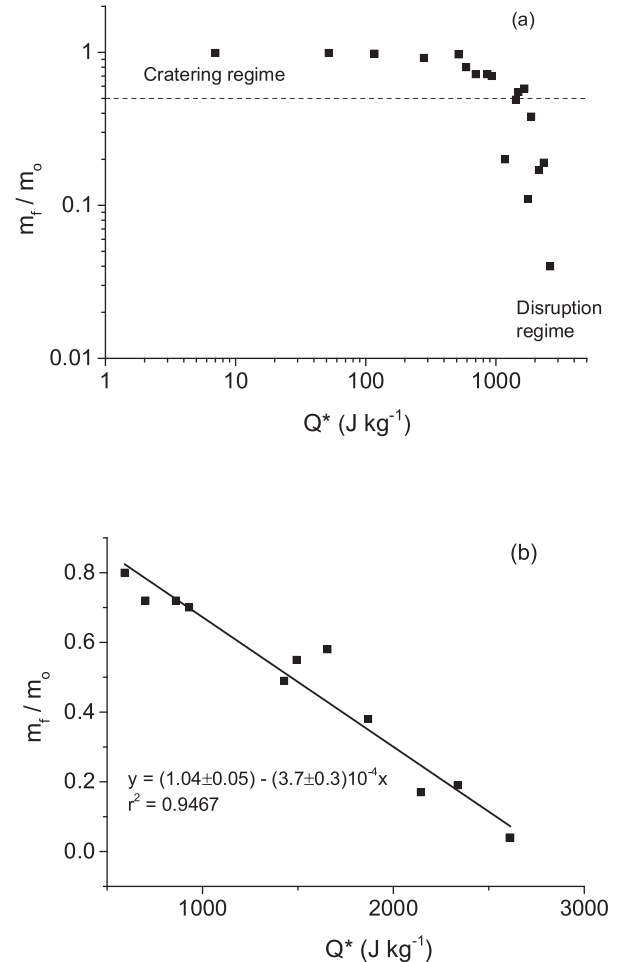 (a)
1
Cratering regime
0.1
m_f / m_o
Disruption
regime
0.01
1 10 100 1000
Q* (J kg⁻¹)
(b)
0.8
0.6
m_f / m_o
0.4
y = (1.04±0.05) - (3.7±0.3)10⁻⁴x
0.2
r² = 0.9467
0.0
1000 2000 3000
Q* (J kg⁻¹)